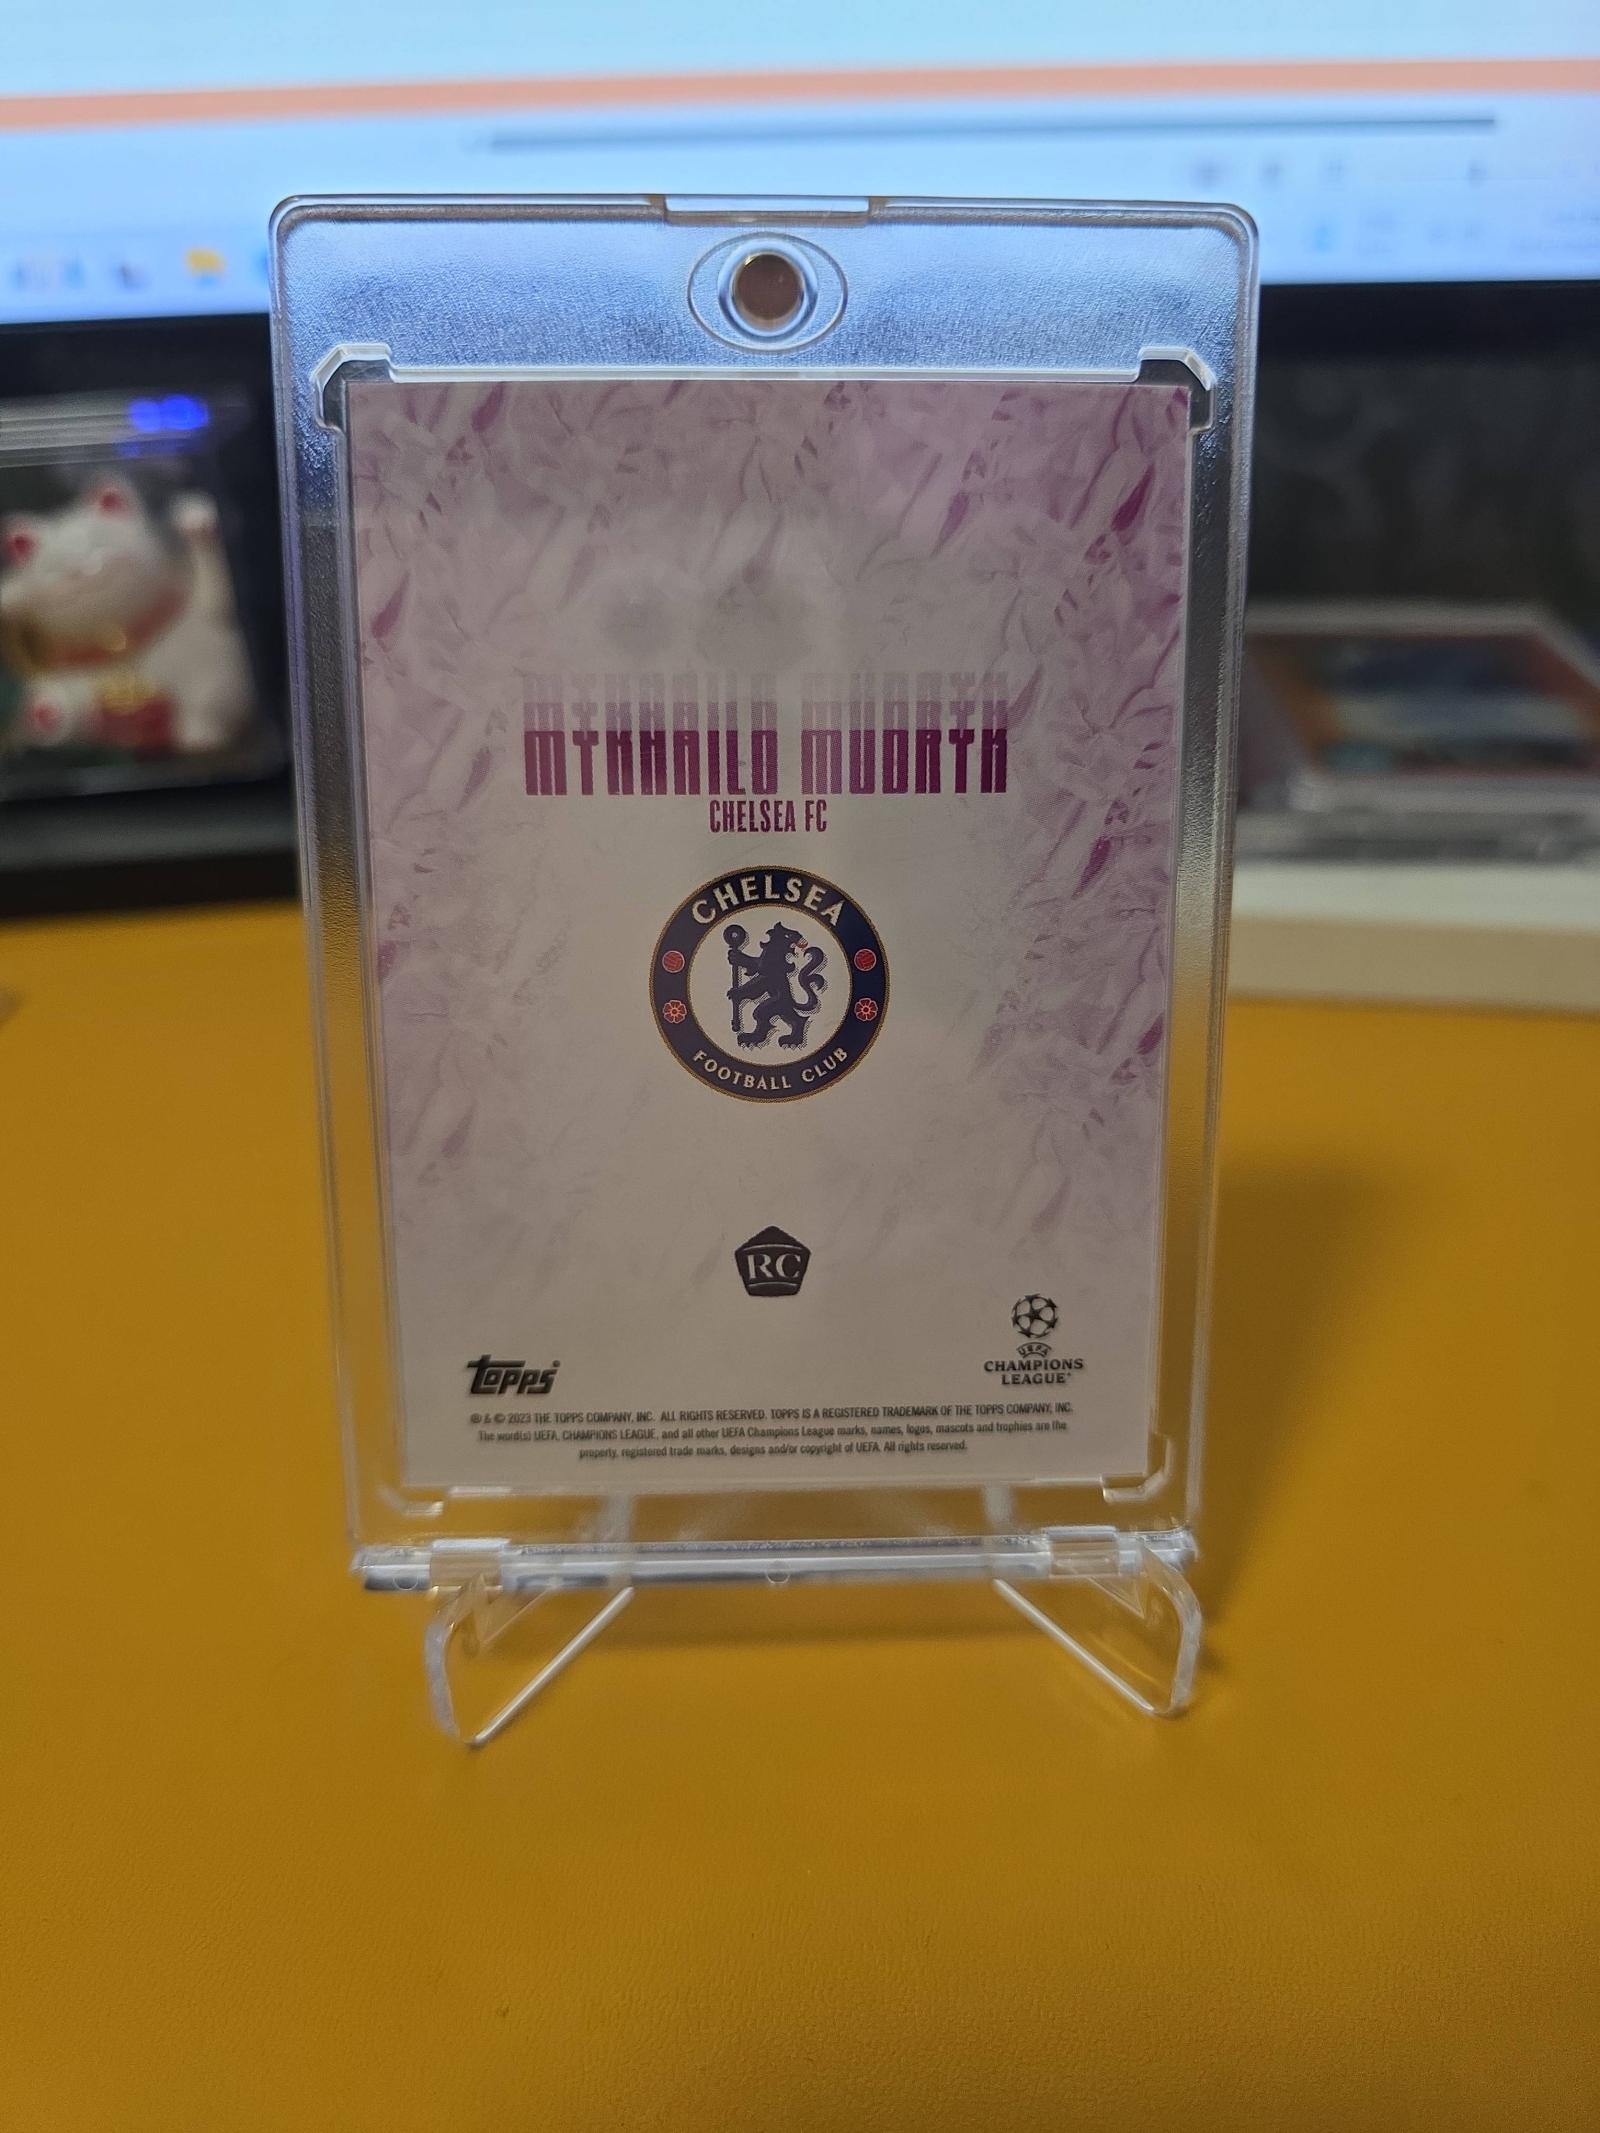 MYKHAILO MUDRYK
CHELSEA FC
CHELSEA
FOOTBALL CLUB
RC
Topps
UEFA
CHAMPIONS
LEAGUE
® & © 2023 THE TOPPS COMPANY, INC. ALL RIGHTS RESERVED. TOPPS IS A REGISTERED TRADEMARK OF THE TOPPS COMPANY, INC.
The word(s) UEFA, CHAMPIONS LEAGUE, and all other UEFA Champions League marks, names, logos, mascots and trophies are the
property, registered trade marks, designs and/or copyright of UEFA. All rights reserved.